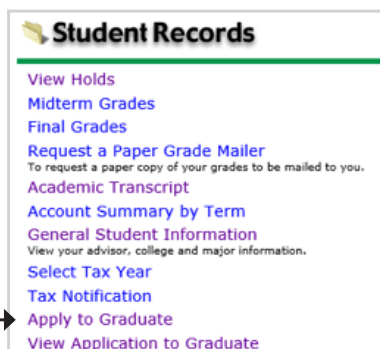 Student Records
View Holds
Midterm Grades
Final Grades
Request a Paper Grade Mailer
To request a paper copy of your grades to be mailed to you.
Academic Transcript
Account Summary by Term
General Student Information
View your advisor, college and major information.
Select Tax Year
Tax Notification
Apply to Graduate
View Application to Graduate